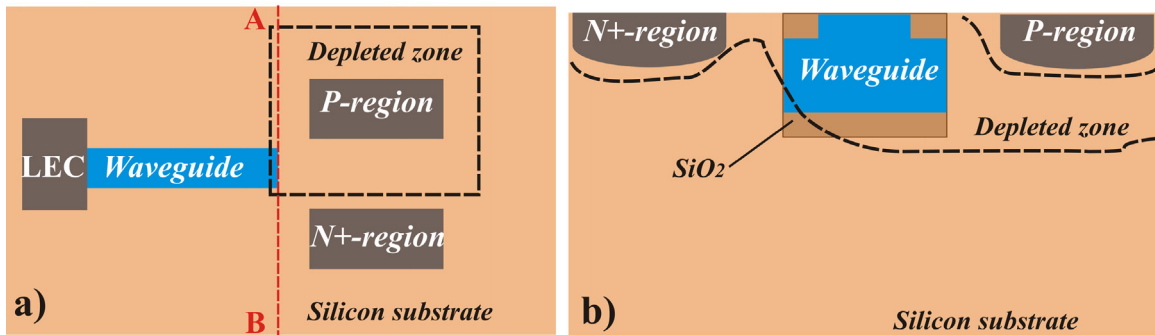 A
Depleted zone
P-region
LEC
Waveguide
N+-region
a)
B
Silicon substrate
N+-region
P-region
Waveguide
Depleted zone
SiO2
b)
Silicon substrate